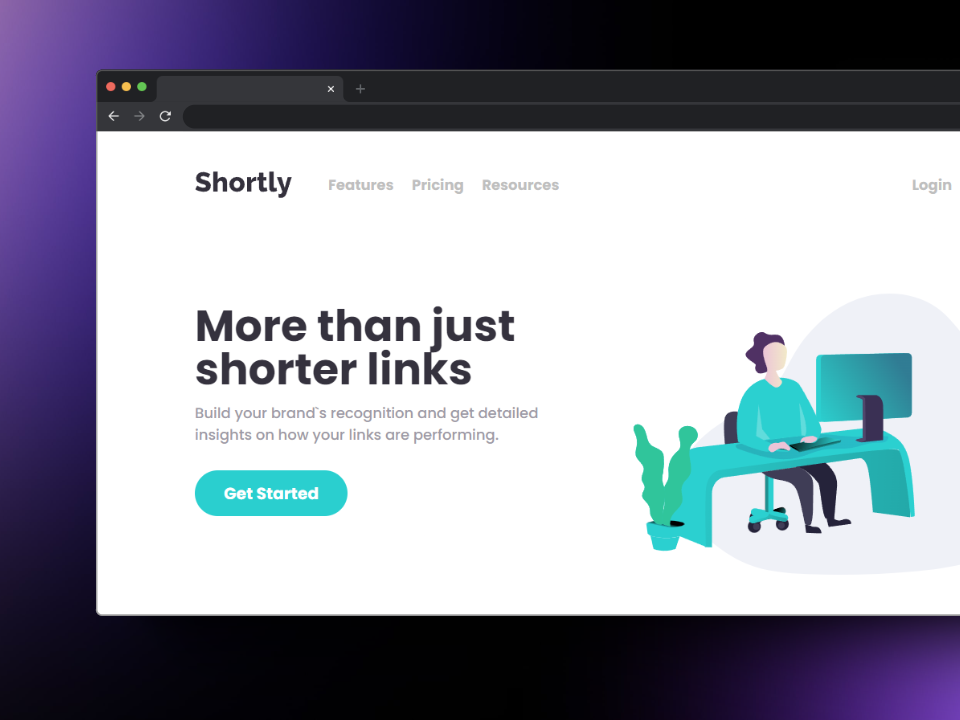 Shortly
Features Pricing Resources
Login
More than just
shorter links
Build your brand`s recognition and get detailed
insights on how your links are performing.
Get Started